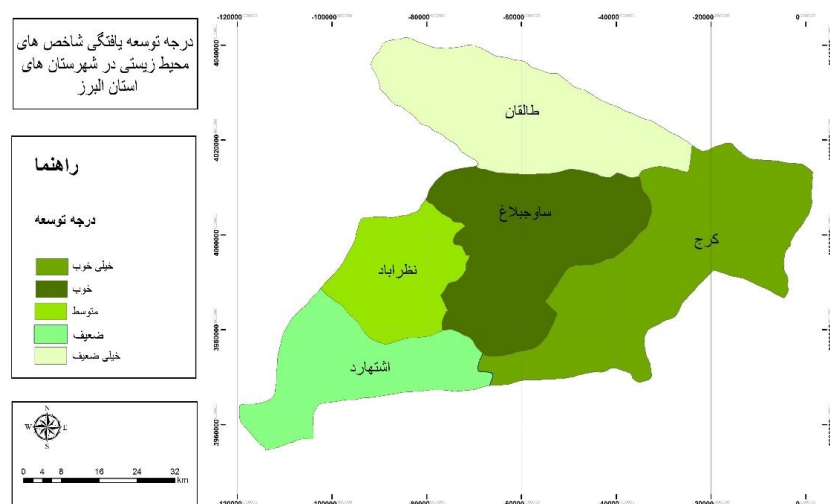 درجه توسعه یافتگی شاخص های
محیط زیستی در شهرستان های
استان البرز
راهنما
درجه توسعه
خیلی خوب
خوب
متوسط
ضعیف
خیلی ضعیف
N
W E
S
0 4 8 16 24 32
km
-120000 -100000 -80000 -60000 -40000 -20000 0
4040000
4020000
4000000
3980000
3960000
طالقان
ساوجبلاغ
کرج
نظراباد
اشتهارد